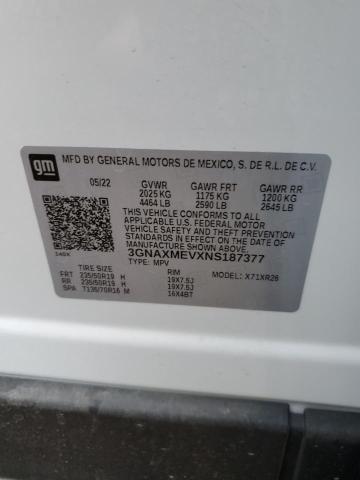 gm MFD BY GENERAL MOTORS DE MEXICO, S. DE R.L. DE C.V.
05/22 GVWR GAWR FRT GAWR RR
2025 KG 1175 KG 1200 KG
4464 LB 2590 LB 2645 LB
THIS VEHICLE CONFORMS TO ALL APPLICABLE U.S.
FEDERAL MOTOR VEHICLE SAFETY, BUMPER, AND THEFT
PREVENTION STANDARDS IN EFFECT ON THE DATE OF
MANUFACTURE SHOWN ABOVE.
3GNAXMEVXNS187377
TYPE: MPV MODEL: X71XR26
TIRE SIZE RIM
FRT 235/50R19 H 19X7.5J
RR 235/50R19 H 19X7.5J
SPA T135/70R16 M 16X4BT